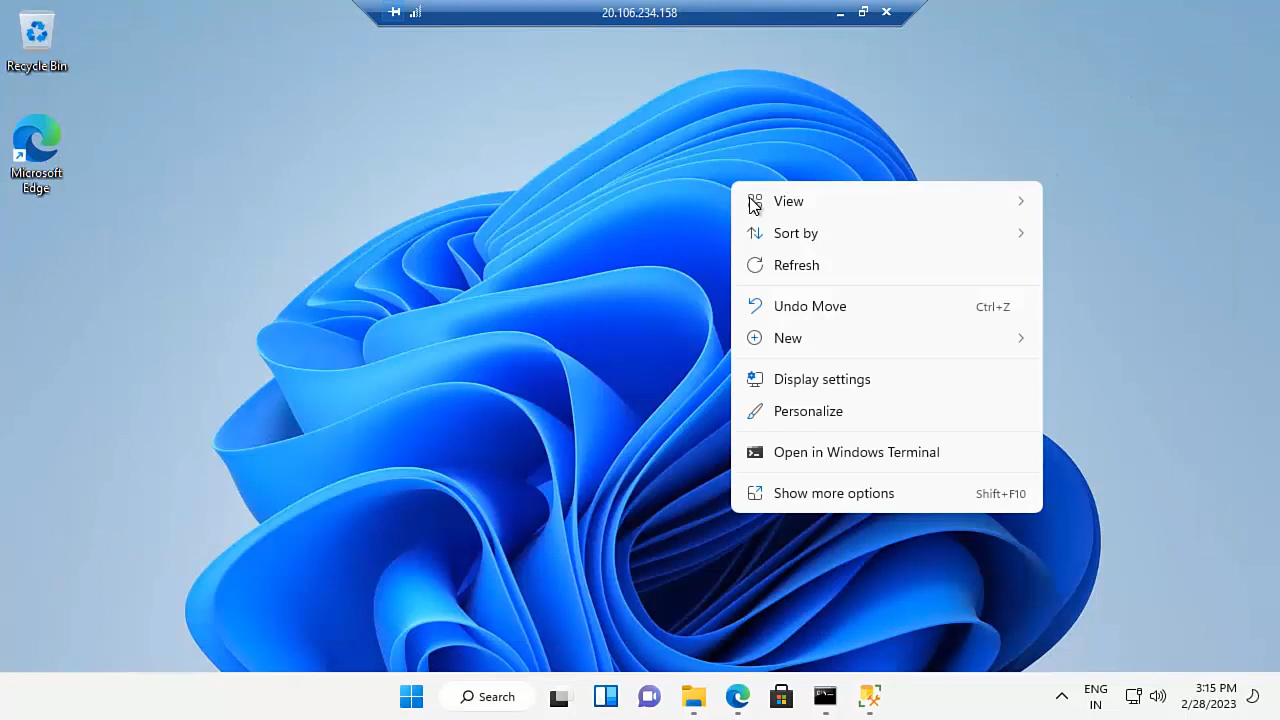 20.106.234.158
Recycle Bin
Microsoft
Edge
View
Sort by
Refresh
Undo Move Ctrl+Z
New
Display settings
Personalize
Open in Windows Terminal
Show more options Shift+F10
Search
ENG
IN
3:15 PM
2/28/2023